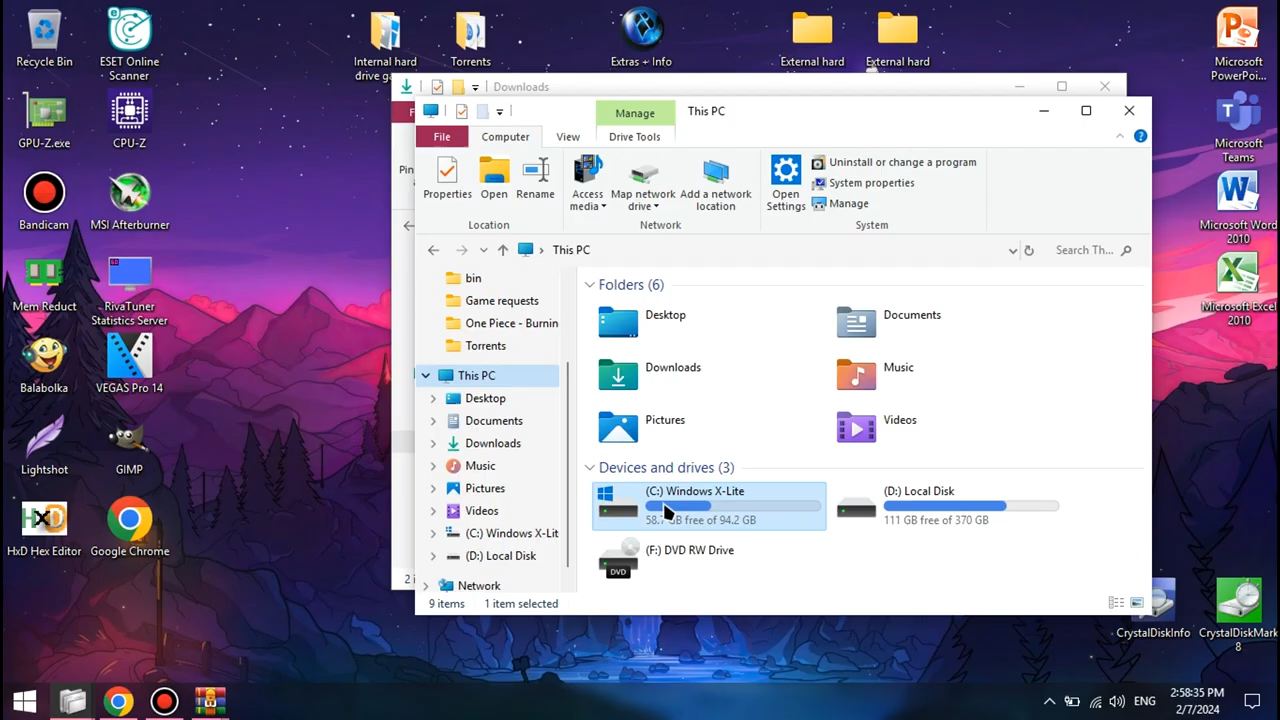 Recycle Bin
ESET Online
Scanner
Internal hard
drive ga
Torrents
Extras + Info
External hard
External hard
Microsoft
PowerPoi...
GPU-Z.exe
CPU-Z
Microsoft
Teams
Bandicam
MSI Afterburner
Microsoft Word
2010
Mem Reduct
RivaTuner
Statistics Server
Microsoft Excel
2010
Balabolka
VEGAS Pro 14
Lightshot
GIMP
HxD Hex Editor
Google Chrome
CrystalDiskInfo
CrystalDiskMark
8
Downloads
Pin
Manage
This PC
File
Computer
View
Drive Tools
Properties
Open
Rename
Access
media
Map network
drive
Add a network
location
Open
Settings
Uninstall or change a program
System properties
Manage
Location
Network
System
This PC
Search Th...
bin
Game requests
One Piece - Burnin
Torrents
This PC
Desktop
Documents
Downloads
Music
Pictures
Videos
(C:) Windows X-Lit
(D:) Local Disk
Network
Folders (6)
Desktop
Documents
Downloads
Music
Pictures
Videos
Devices and drives (3)
(C:) Windows X-Lite
58.7 GB free of 94.2 GB
(D:) Local Disk
111 GB free of 370 GB
(F:) DVD RW Drive
DVD
9 items
1 item selected
ENG
2:58:35 PM
2/7/2024